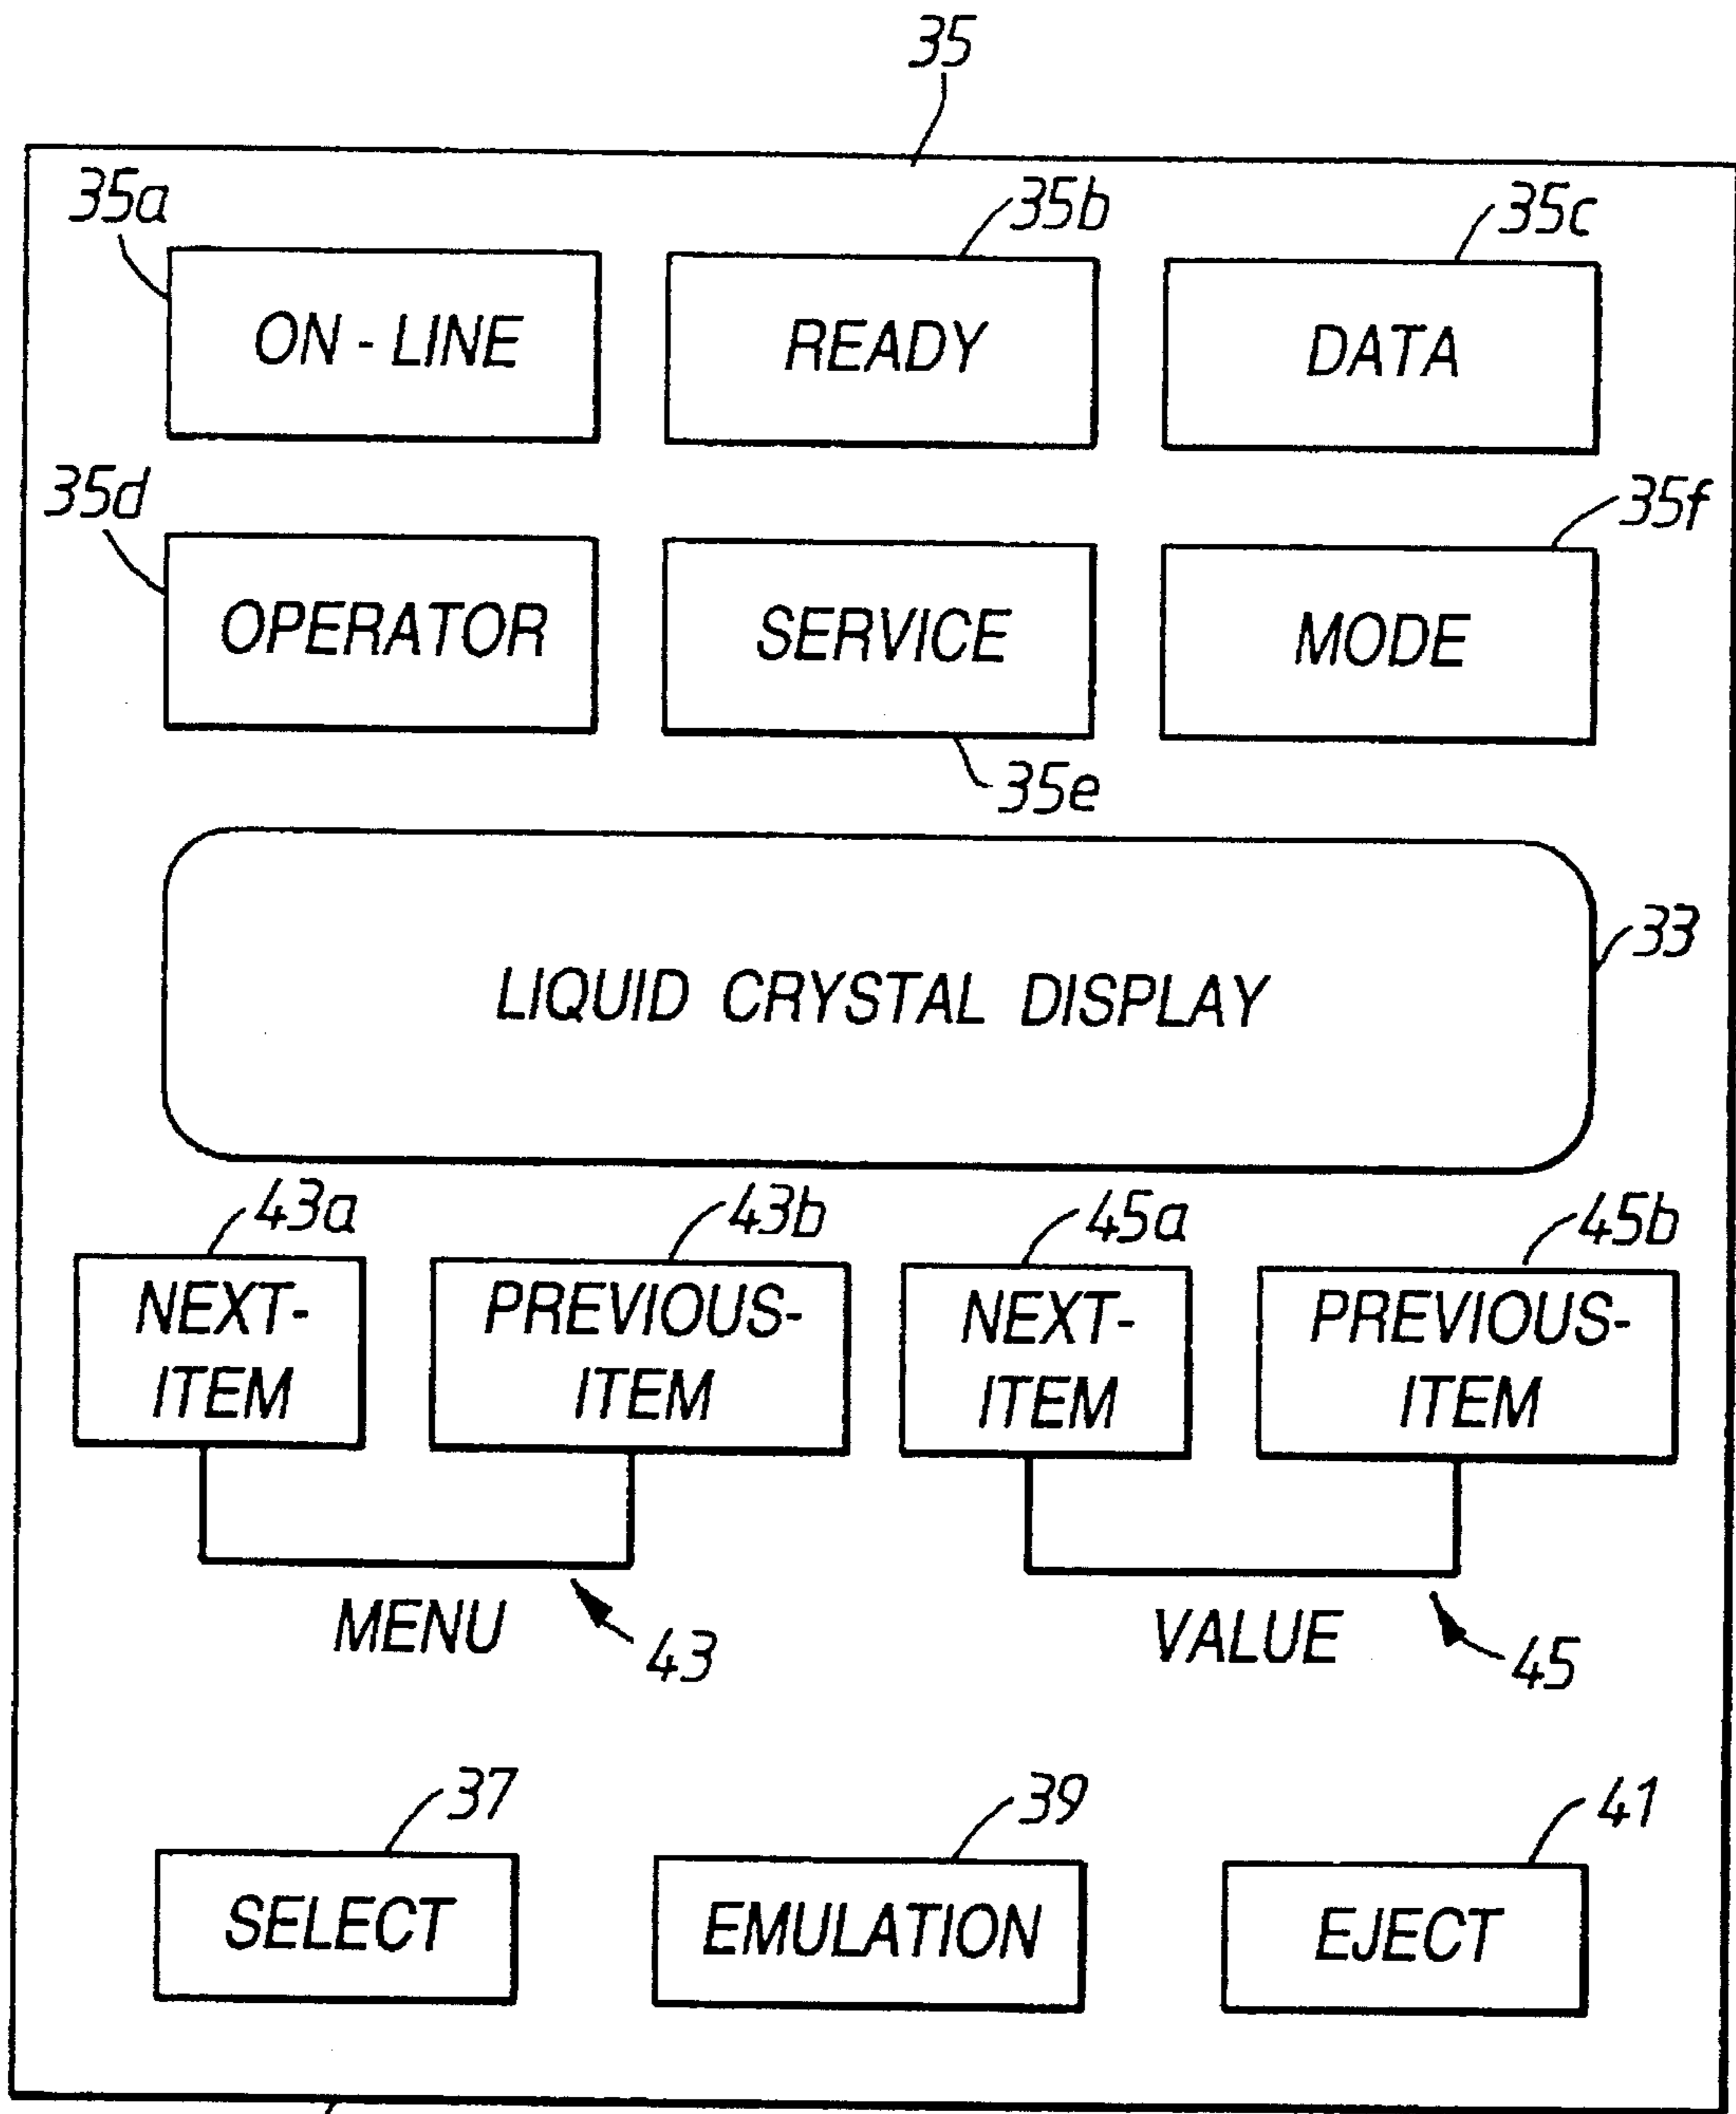 35
35a 35b 35c
ON - LINE READY DATA
35d 35f
OPERATOR SERVICE MODE
35e
LIQUID CRYSTAL DISPLAY 33
43a 43b 45a 45b
NEXT- PREVIOUS- NEXT- PREVIOUS-
ITEM ITEM ITEM ITEM
MENU 43 VALUE 45
37 39 41
SELECT EMULATION EJECT